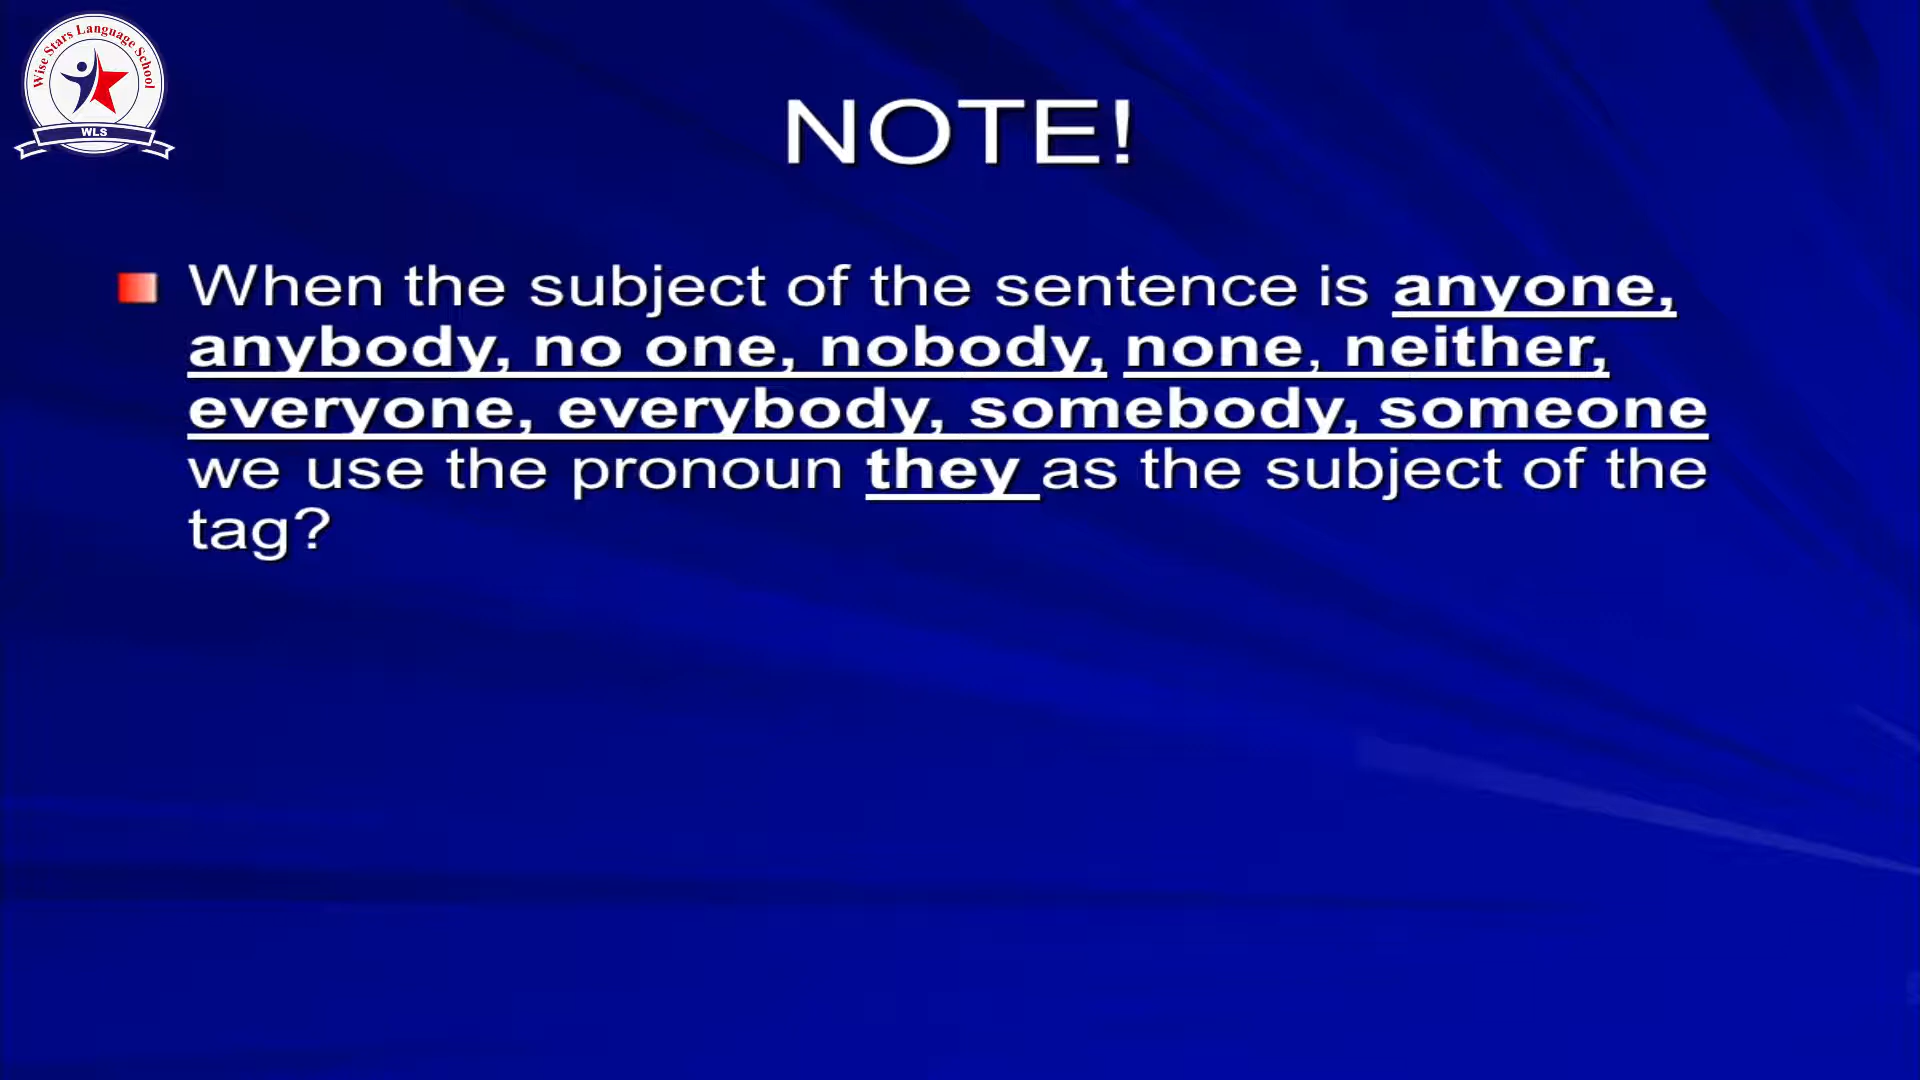 Wise Stars Language School
WLS
NOTE!
When the subject of the sentence is anyone,
anybody, no one, nobody, none, neither,
everyone, everybody, somebody, someone
we use the pronoun they as the subject of the
tag?